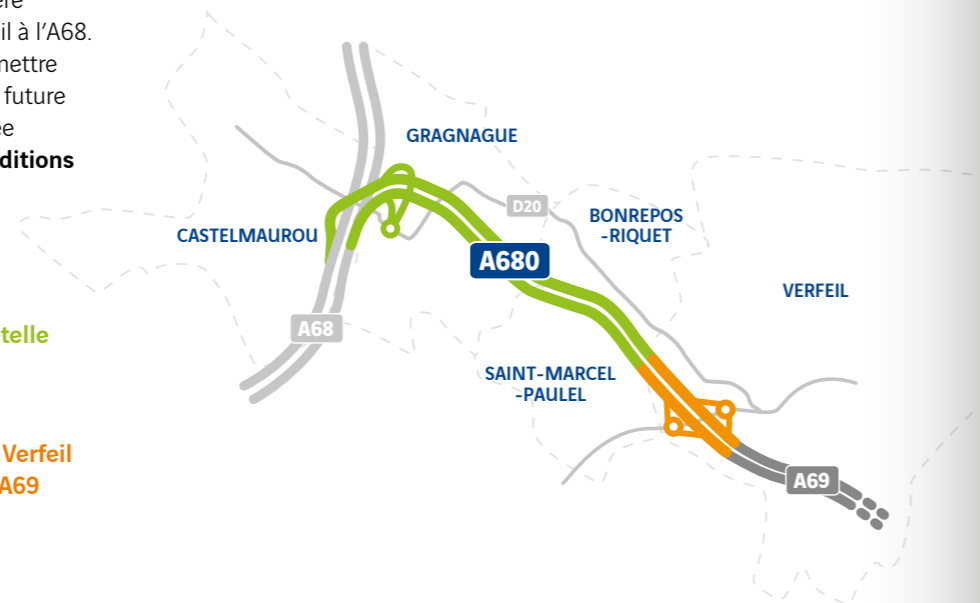 il à l'A68.
mettre
future
ditions
GRAGNAGUE
D20
BONREPOS
-RIQUET
CASTELMAUROU
A680
VERFEIL
A68
telle
SAINT-MARCEL
-PAULEL
Verfeil
A69
A69